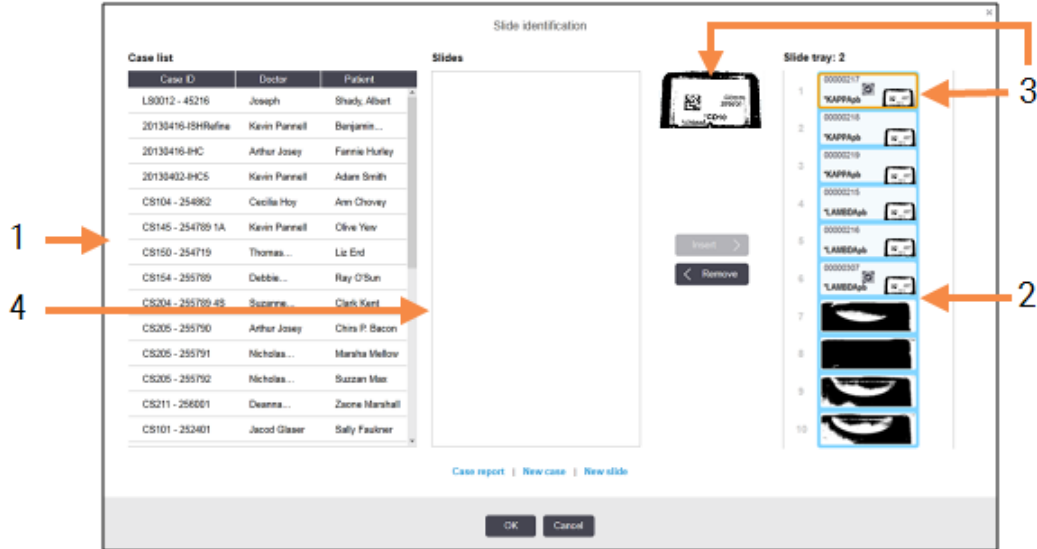 Slide identification
Case list
Slides
Slide tray: 2
Case ID Doctor Patient
LS0012 - 45216 Joseph Shady, Albert
20130416-ISHRefine Kevin Pannell Benjamin...
20130416-IHC Arthur Josey Fannie Hurley
20130402-IHC5 Kevin Pannell Adam Smith
CS104 - 254862 Cecilia Hoy Ann Chovey
CS145 - 254789 1A Kevin Pannell Olive Yew
CS150 - 254719 Thomas... Liz Erd
CS154 - 255789 Debbie... Ray O'Sun
CS204 - 255789 4S Suzanne... Clark Kent
CS205 - 255790 Arthur Josey Chirs P. Bacon
CS205 - 255791 Nicholas... Marsha Mellow
CS205 - 255792 Nicholas... Suzzan Max
CS211 - 256001 Deanna... Zaone Marshall
CS101 - 252401 Jacod Glaser Sally Faukner
*CD10
Insert >
< Remove
1 00000217
*KAPPApb
2 00000218
*KAPPApb
3 00000219
*KAPPApb
4 00000215
*LAMBDApb
5 00000216
*LAMBDApb
6 00000307
*LAMBDApb
7
8
9
10
Case report | New case | New slide
OK Cancel
1
2
3
4